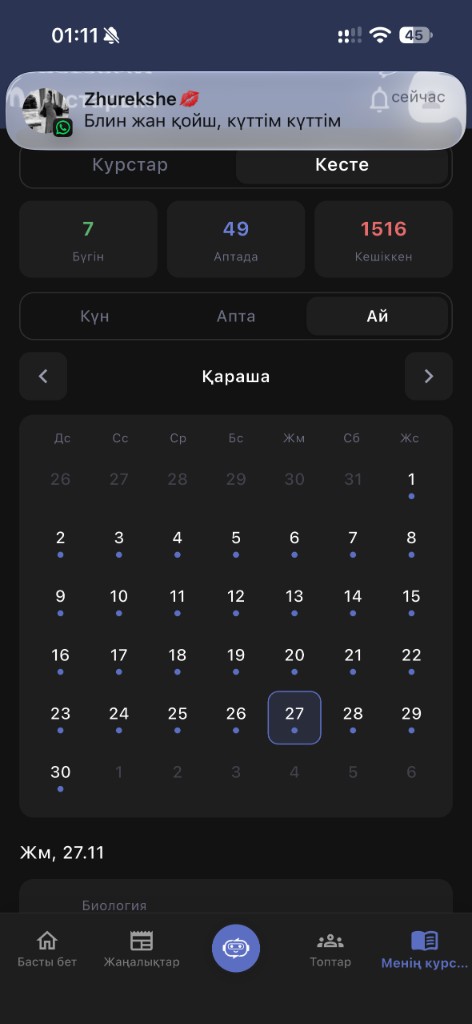 01:11
45
Zhurekshe💋
сейчас
Блин жан қойш, күттім күттім
Курстар Кесте
7 49 1516
Бүгін Аптада Кешіккен
Күн Апта Ай
Қараша
Дс Сс Ср Бс Жм Сб Жс
26 27 28 29 30 31 1
2 3 4 5 6 7 8
9 10 11 12 13 14 15
16 17 18 19 20 21 22
23 24 25 26 27 28 29
30 1 2 3 4 5 6
Жм, 27.11
Биология
Басты бет Жаңалықтар Топтар Менің курс...